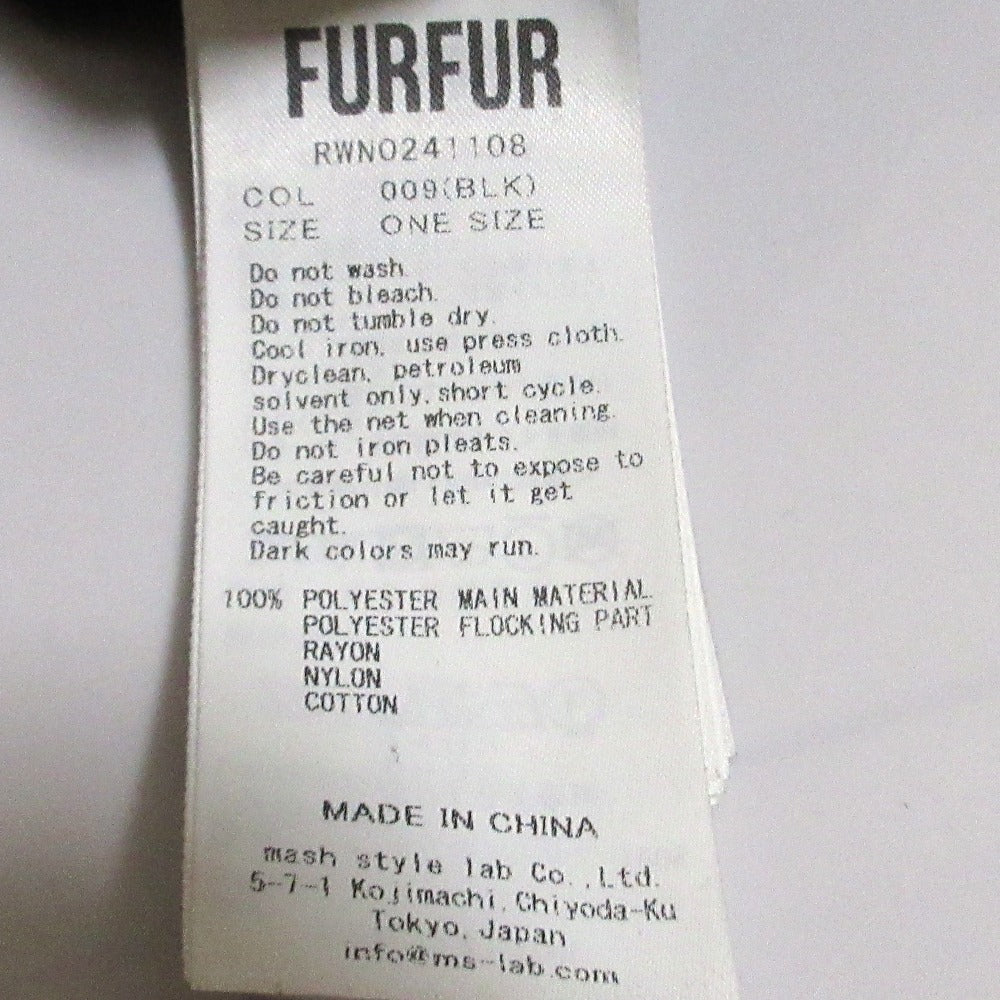 FURFUR
RWNO241108
COL 009(BLK)
SIZE ONE SIZE
Do not wash.
Do not bleach.
Do not tumble dry.
Cool iron, use press cloth.
Dryclean, petroleum
solvent only, short cycle.
Use the net when cleaning.
Do not iron pleats.
Be careful not to expose to
friction or let it get
caught.
Dark colors may run.
100% POLYESTER MAIN MATERIAL
POLYESTER FLOCKING PART
RAYON
NYLON
COTTON
MADE IN CHINA
mash style lab Co.,Ltd.
5-7-1 Kojimachi, Chiyoda-Ku
Tokyo, Japan
info@ms-lab.com